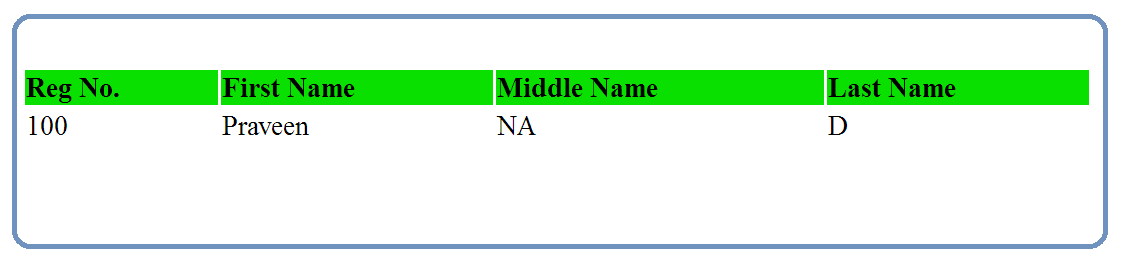 Reg No. First Name Middle Name Last Name
100 Praveen NA D